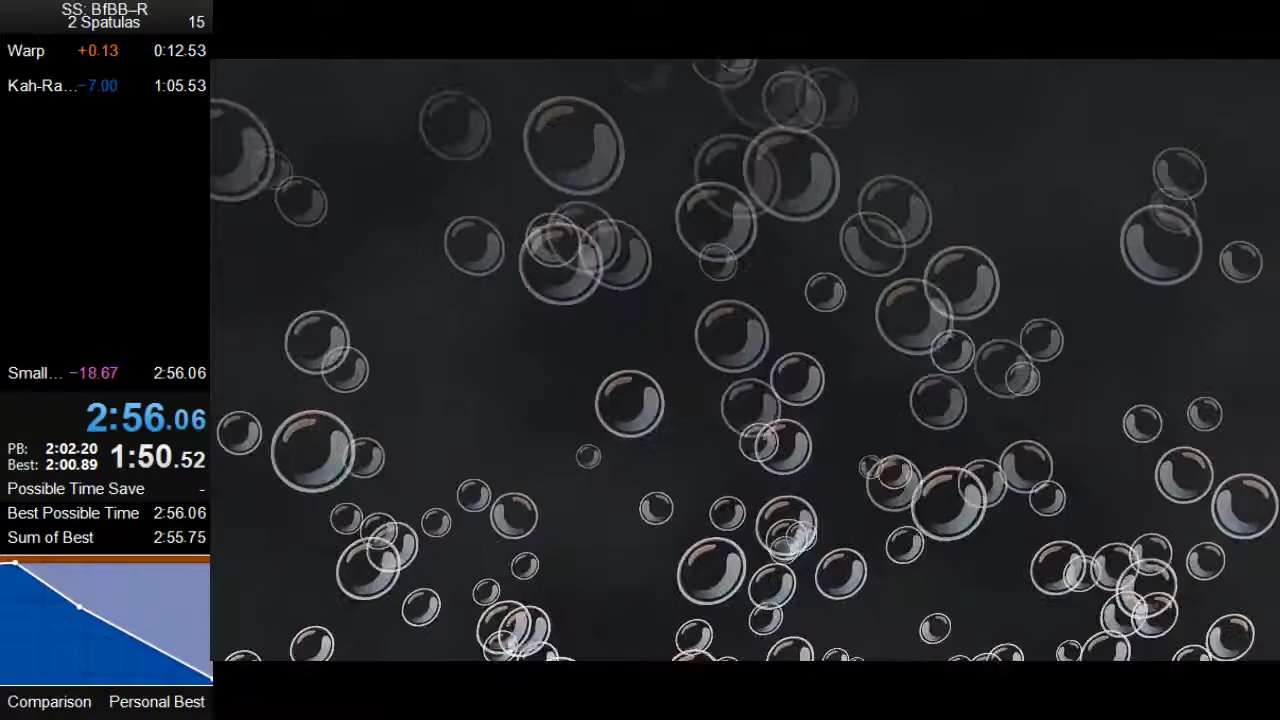 SS: BfBB–R
2 Spatulas 15
Warp +0.13 0:12.53
Kah-Ra... −7.00 1:05.53
Small... −18.67 2:56.06
2:56.06
PB: 2:02.20
Best: 2:00.89 1:50.52
Possible Time Save -
Best Possible Time 2:56.06
Sum of Best 2:55.75
Comparison Personal Best